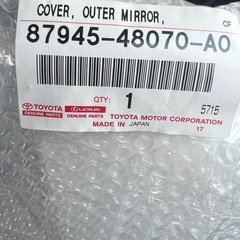 COVER, OUTER MIRROR, CF
87945-48070-A0
QTY: 1 5715
TOYOTA LEXUS TOYOTA MOTOR CORPORATION
GENUINE PARTS GENUINE PARTS MADE IN JAPAN 17